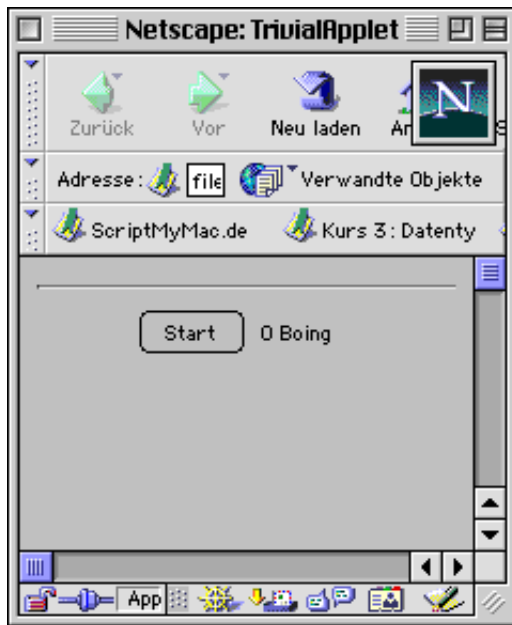 Netscape: TrivialApplet
N
Zurück Vor Neu laden
Adresse: file Verwandte Objekte
ScriptMyMac.de Kurs 3: Datenty
Start 0 Boing
App